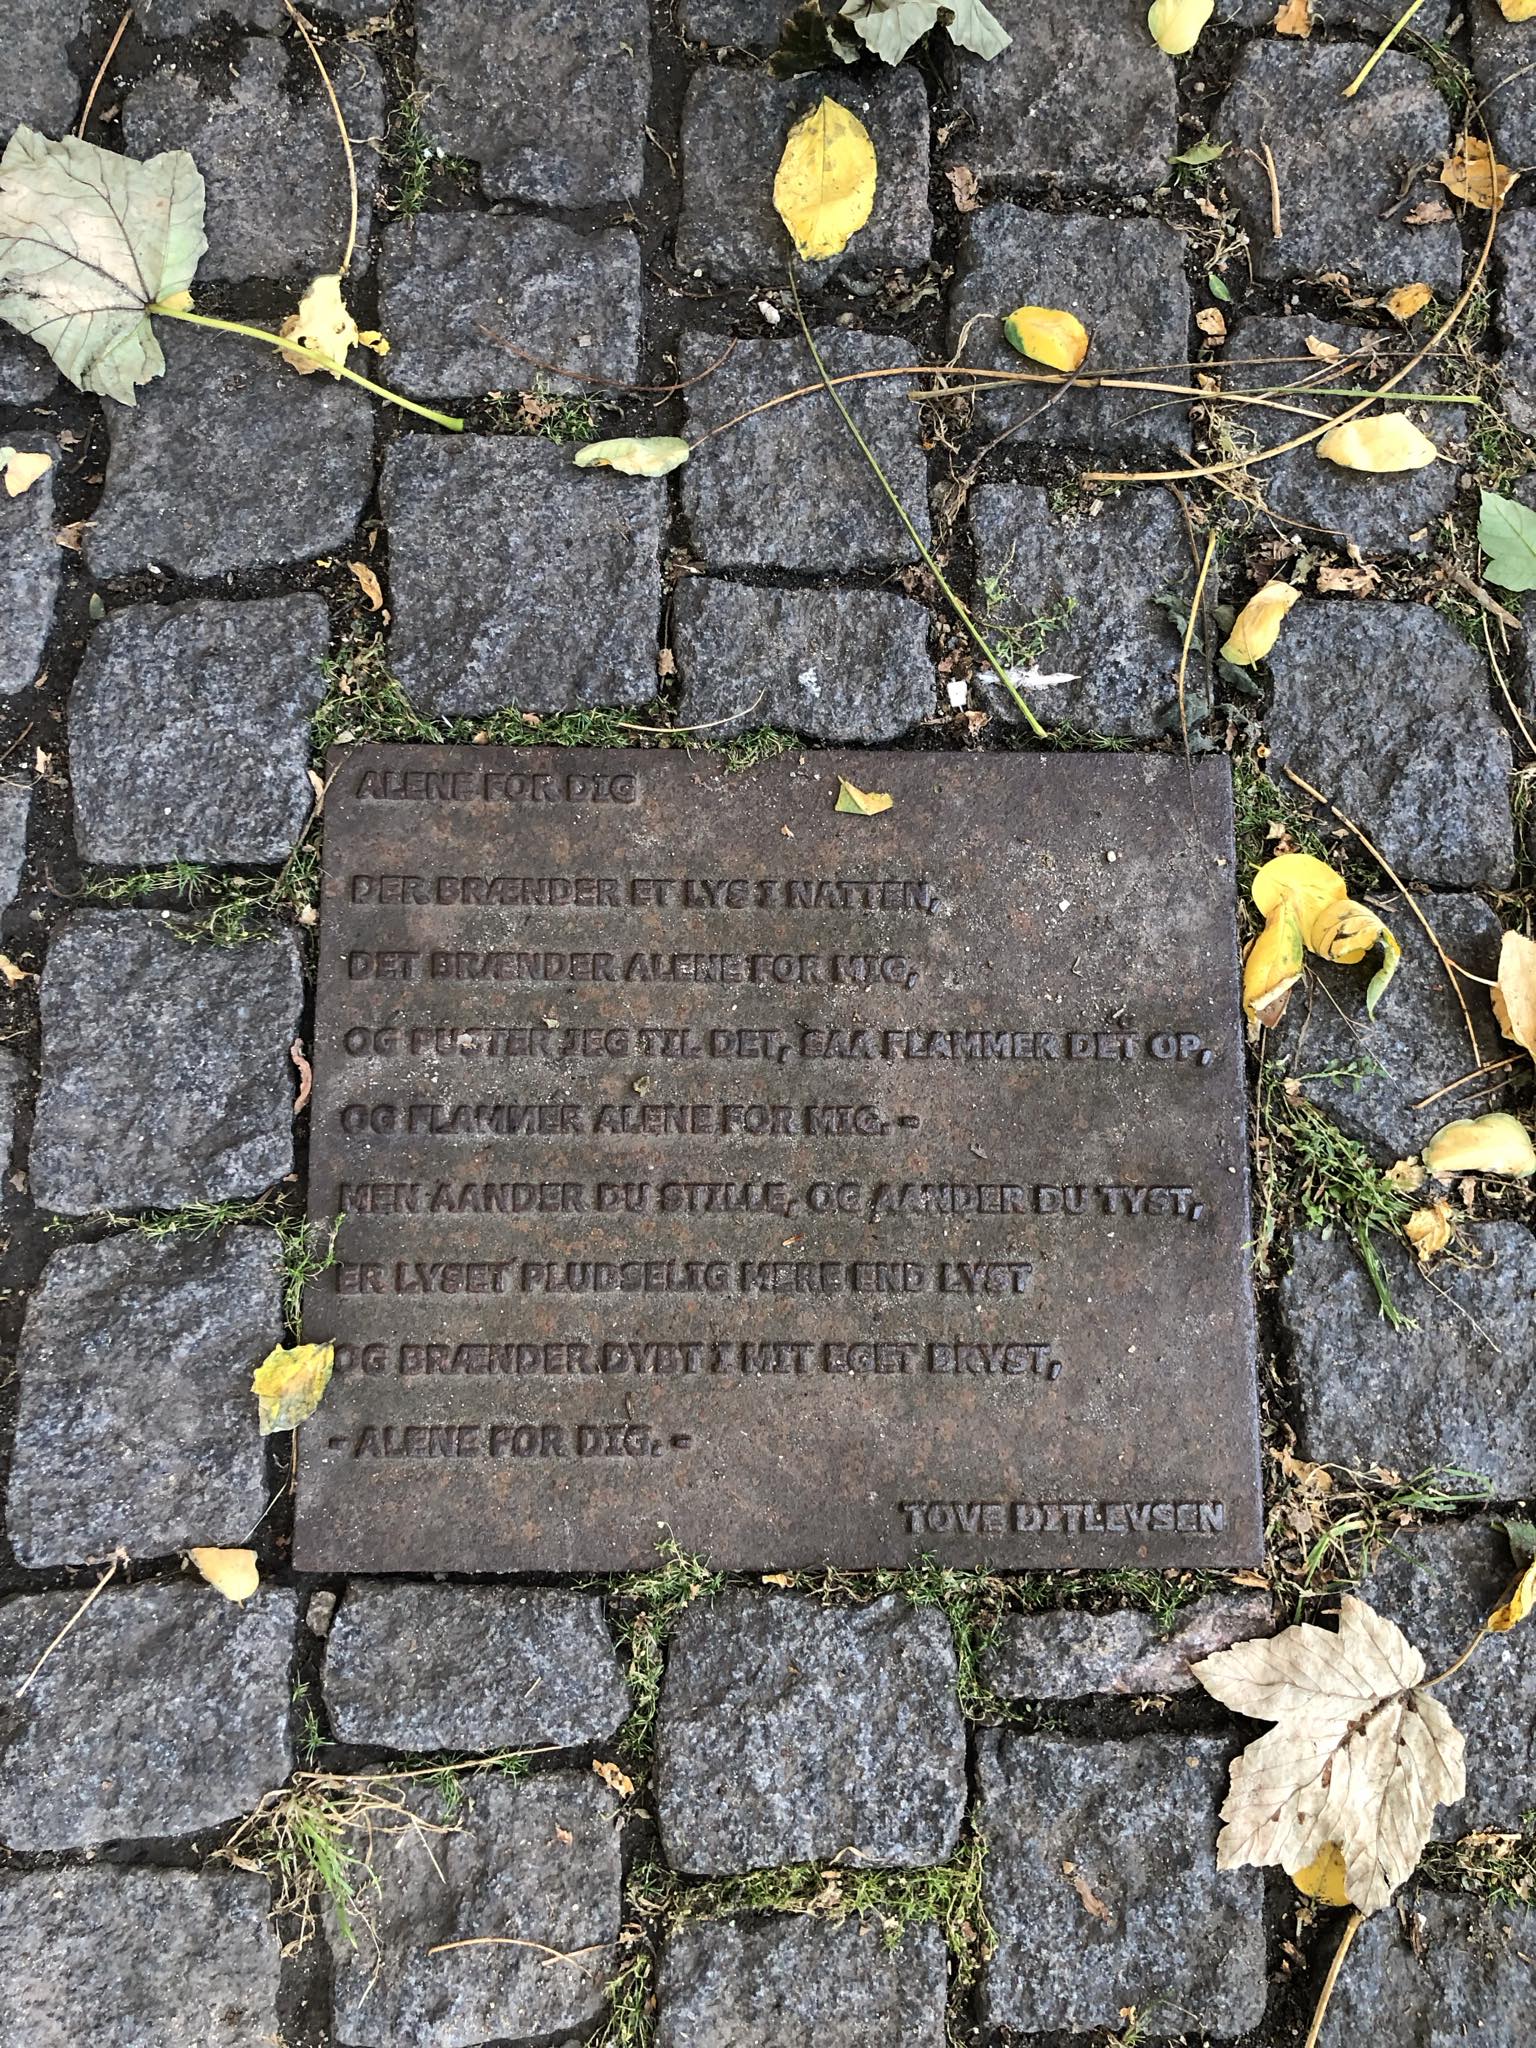 ALENE FOR DIG
DER BRÆNDER ET LYS I NATTEN,
DET BRÆNDER ALENE FOR MIG,
OG PUSTER JEG TIL DET, SAA FLAMMER DET OP,
OG FLAMMER ALENE FOR MIG. -
MEN AANDER DU STILLE, OG AANDER DU TYST,
ER LYSET PLUDSELIG MERE END LYST
OG BRÆNDER DYBT I MIT EGET BRYST,
- ALENE FOR DIG. -
TOVE DITLEVSEN